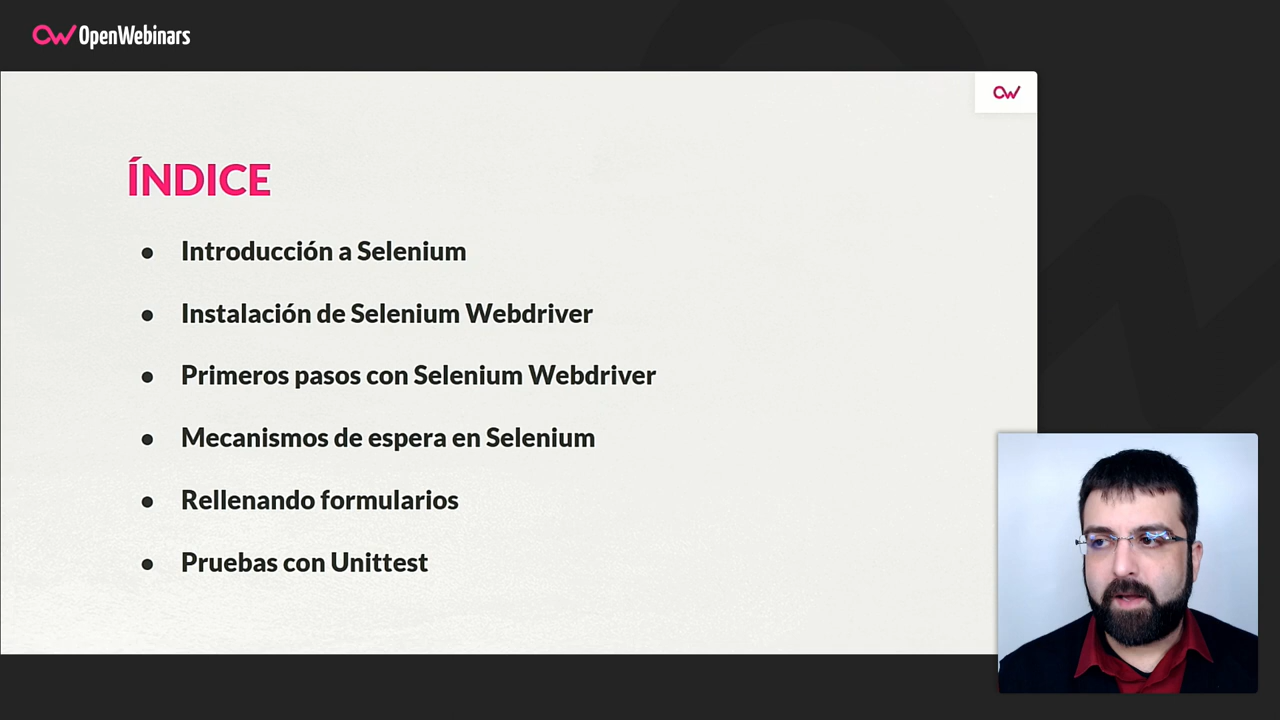 OpenWebinars
ÍNDICE
● Introducción a Selenium
● Instalación de Selenium Webdriver
● Primeros pasos con Selenium Webdriver
● Mecanismos de espera en Selenium
● Rellenando formularios
● Pruebas con Unittest